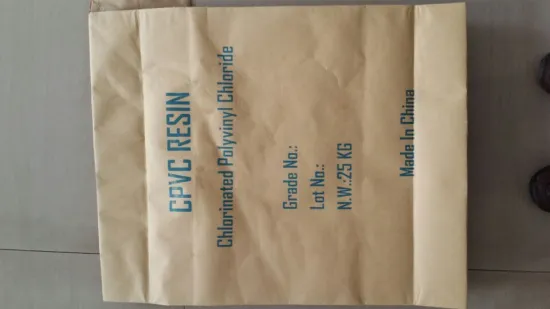 CPVC RESIN
Chlorinated Polyvinyl Chloride
Grade No.:
Lot No.:
N.W.:25 KG
Made In China